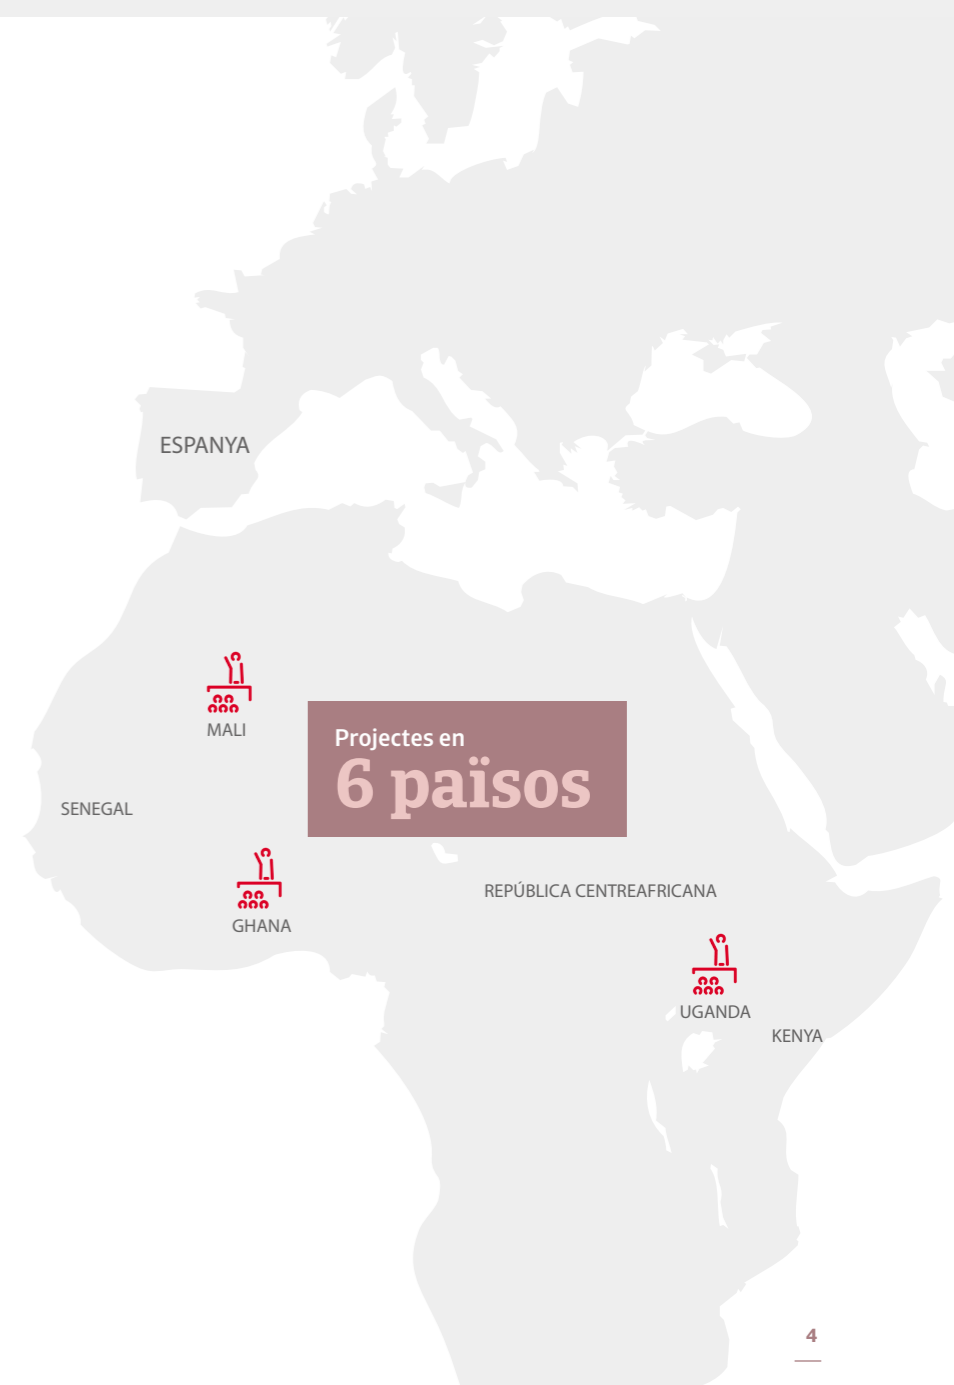 ESPANYA
MALI
Projectes en
6 països
SENEGAL
REPÚBLICA CENTREAFRICANA
GHANA
UGANDA
KENYA
4